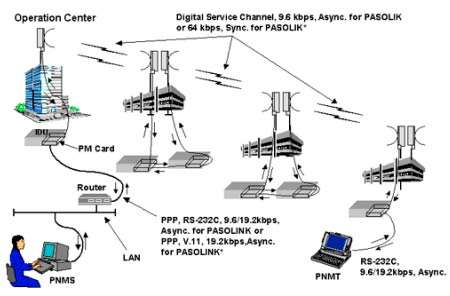 Operation Center
Digital Service Channel, 9.6 kbps, Async. for PASOLIK
or 64 kbps, Sync. for PASOLIK*
IDU
PM Card
Router
PPP, RS-232C, 9.6/19.2kbps,
Async. for PASOLINK or
PPP, V.11, 19.2kbps,Async.
for PASOLINK*
LAN
PNMS
PNMT
RS-232C,
9.6/19.2kbps, Async.